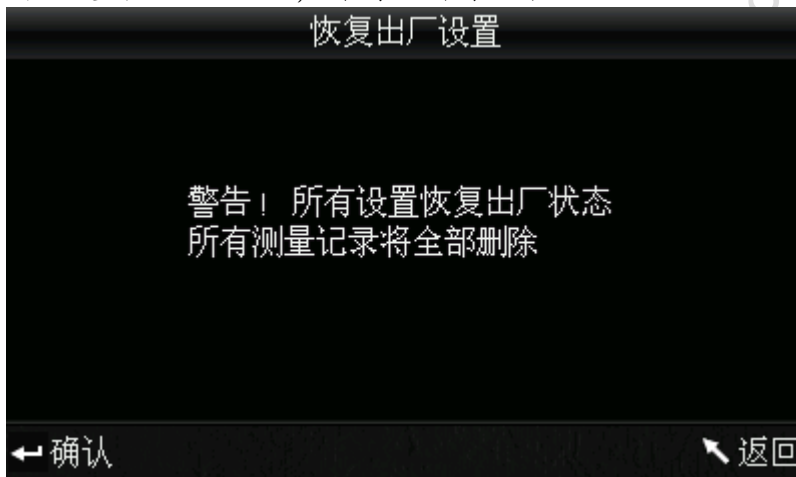 恢复出厂设置
警告！所有设置恢复出厂状态
所有测量记录将全部删除
确认
返回